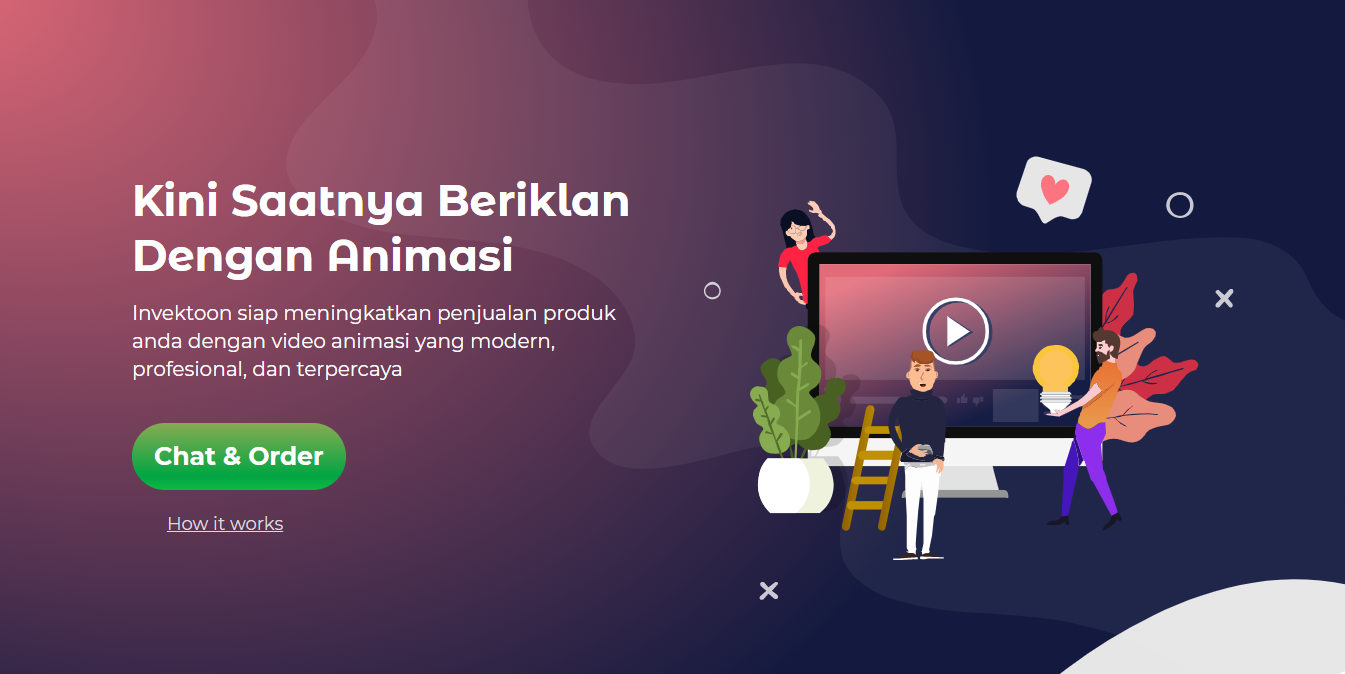 Kini Saatnya Beriklan
Dengan Animasi
Invektoon siap meningkatkan penjualan produk
anda dengan video animasi yang modern,
profesional, dan terpercaya
Chat & Order
How it works